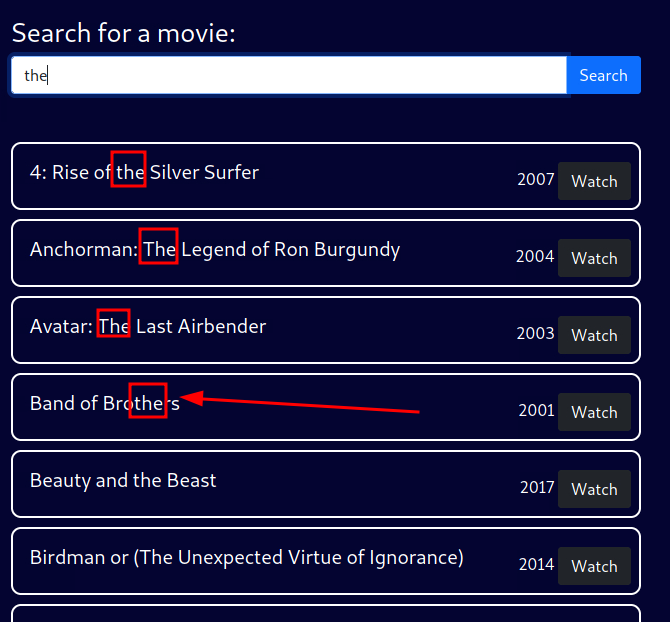 Search for a movie:
the
Search
4: Rise of the Silver Surfer 2007 Watch
Anchorman: The Legend of Ron Burgundy 2004 Watch
Avatar: The Last Airbender 2003 Watch
Band of Brothers 2001 Watch
Beauty and the Beast 2017 Watch
Birdman or (The Unexpected Virtue of Ignorance) 2014 Watch